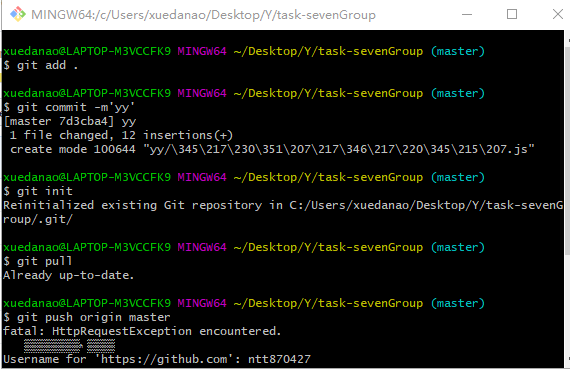 MINGW64:/c/Users/xuedanao/Desktop/Y/task-sevenGroup
xuedanao@LAPTOP-M3VCCFK9 MINGW64 ~/Desktop/Y/task-sevenGroup (master)
$ git add .
xuedanao@LAPTOP-M3VCCFK9 MINGW64 ~/Desktop/Y/task-sevenGroup (master)
$ git commit -m'yy'
[master 7d3cba4] yy
1 file changed, 12 insertions(+)
create mode 100644 "yy/\345\217\230\351\207\217\346\217\220\345\215\207.js"
xuedanao@LAPTOP-M3VCCFK9 MINGW64 ~/Desktop/Y/task-sevenGroup (master)
$ git init
Reinitialized existing Git repository in C:/Users/xuedanao/Desktop/Y/task-sevenG
roup/.git/
xuedanao@LAPTOP-M3VCCFK9 MINGW64 ~/Desktop/Y/task-sevenGroup (master)
$ git pull
Already up-to-date.
xuedanao@LAPTOP-M3VCCFK9 MINGW64 ~/Desktop/Y/task-sevenGroup (master)
$ git push origin master
fatal: HttpRequestException encountered.
Username for 'https://github.com': ntt870427